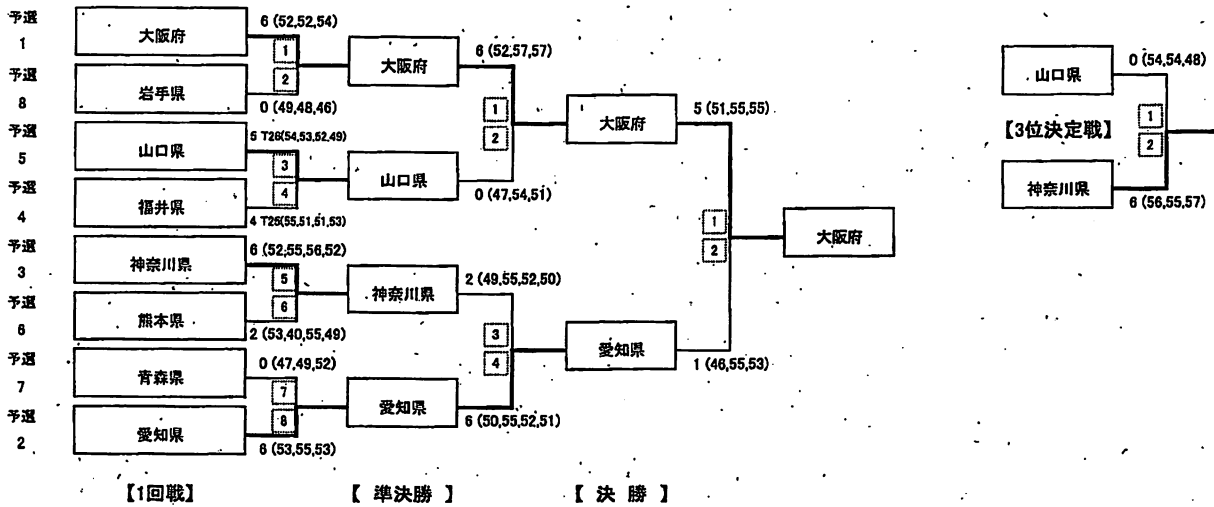 予選
1
大阪府
6 (52,52,54)
1
2
予選
8
岩手県
0 (49,48,46)
大阪府
6 (52,57,57)
予選
5
山口県
5 T26(54,53,52,49)
3
4
予選
4
福井県
4 T25(55,51,51,53)
山口県
0 (47,54,51)
1
2
大阪府
5 (51,55,55)
予選
3
神奈川県
6 (52,55,56,52)
5
6
予選
6
熊本県
2 (53,40,55,49)
神奈川県
2 (49,55,52,50)
予選
7
青森県
0 (47,49,52)
7
8
予選
2
愛知県
6 (53,55,53)
愛知県
6 (50,55,52,51)
3
4
愛知県
1 (46,55,53)
1
2
大阪府
山口県
0 (54,54,48)
【3位決定戦】
1
2
神奈川県
6 (56,55,57)
【1回戦】
【 準決勝 】
【 決 勝 】